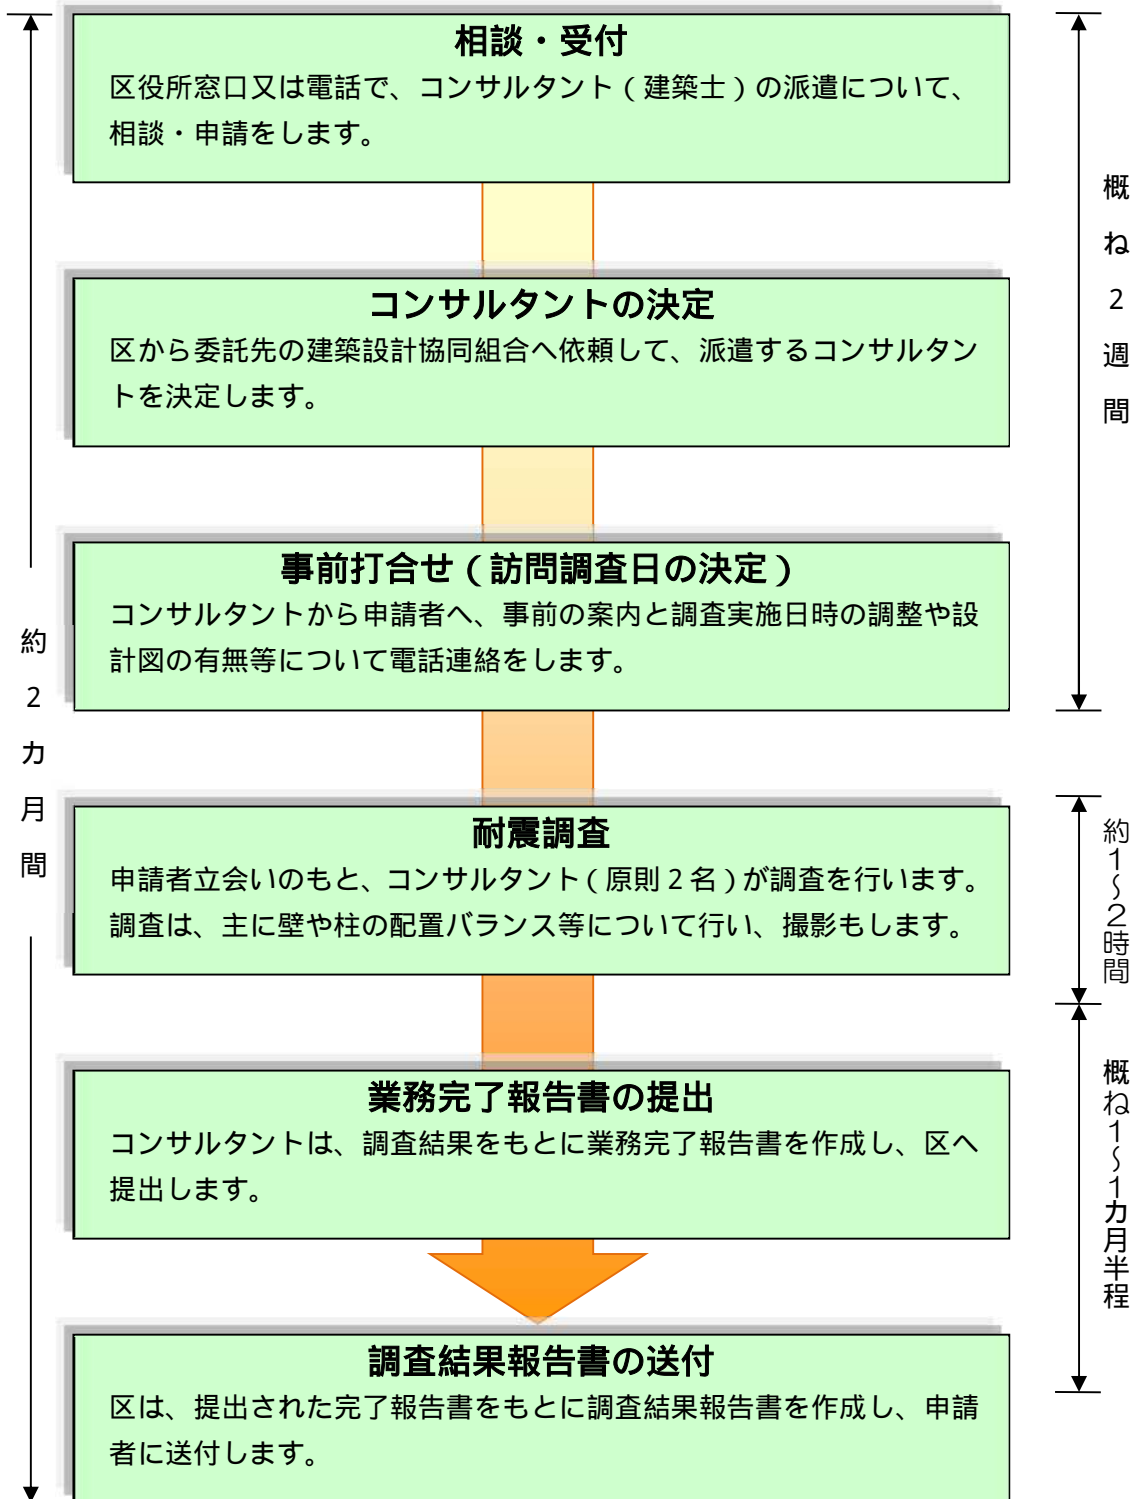 相談・受付
区役所窓口又は電話で、コンサルタント（建築士）の派遣について、
相談・申請をします。
コンサルタントの決定
区から委託先の建築設計協同組合へ依頼して、派遣するコンサルタン
トを決定します。
事前打合せ（訪問調査日の決定）
コンサルタントから申請者へ、事前の案内と調査実施日時の調整や設
計図の有無等について電話連絡をします。
耐震調査
申請者立会いのもと、コンサルタント（原則２名）が調査を行います。
調査は、主に壁や柱の配置バランス等について行い、撮影もします。
業務完了報告書の提出
コンサルタントは、調査結果をもとに業務完了報告書を作成し、区へ
提出します。
調査結果報告書の送付
区は、提出された完了報告書をもとに調査結果報告書を作成し、申請
者に送付します。
約２カ月間
概ね２週間
約１～２時間
概ね１～１カ月半程